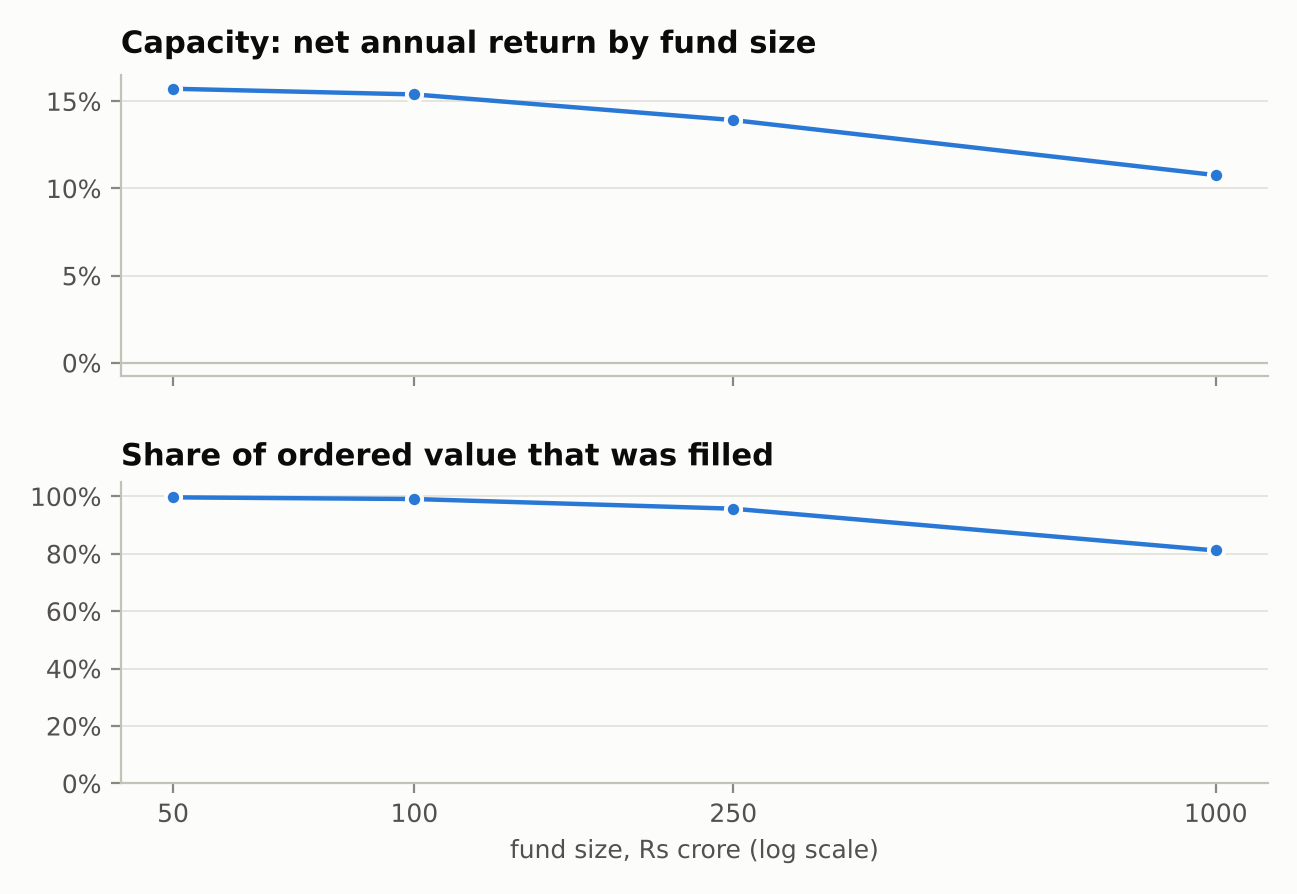 Capacity: net annual return by fund size
15%
10%
5%
0%
Share of ordered value that was filled
100%
80%
60%
40%
20%
0%
50 100 250 1000
fund size, Rs crore (log scale)